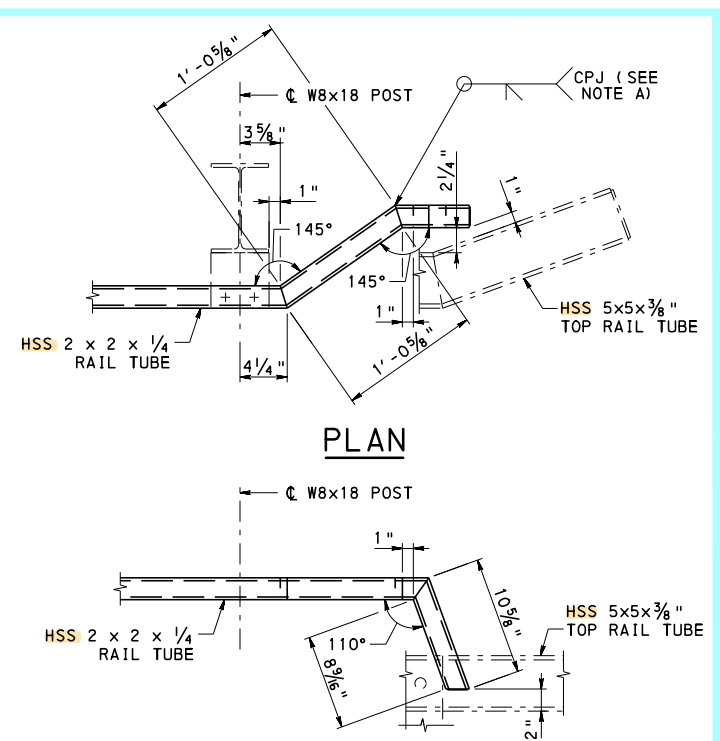 1'-0⅝"
℄ W8x18 POST
CPJ (SEE
NOTE A)
3⅝"
1"
2¼"
1"
145°
145°
HSS 5x5x⅜"
TOP RAIL TUBE
1"
HSS 2 x 2 x ¼
RAIL TUBE
4¼"
1'-0⅝"
PLAN
℄ W8x18 POST
1"
10⅝"
HSS 5x5x⅜"
TOP RAIL TUBE
HSS 2 x 2 x ¼
RAIL TUBE
110°
8 9/16"
2"